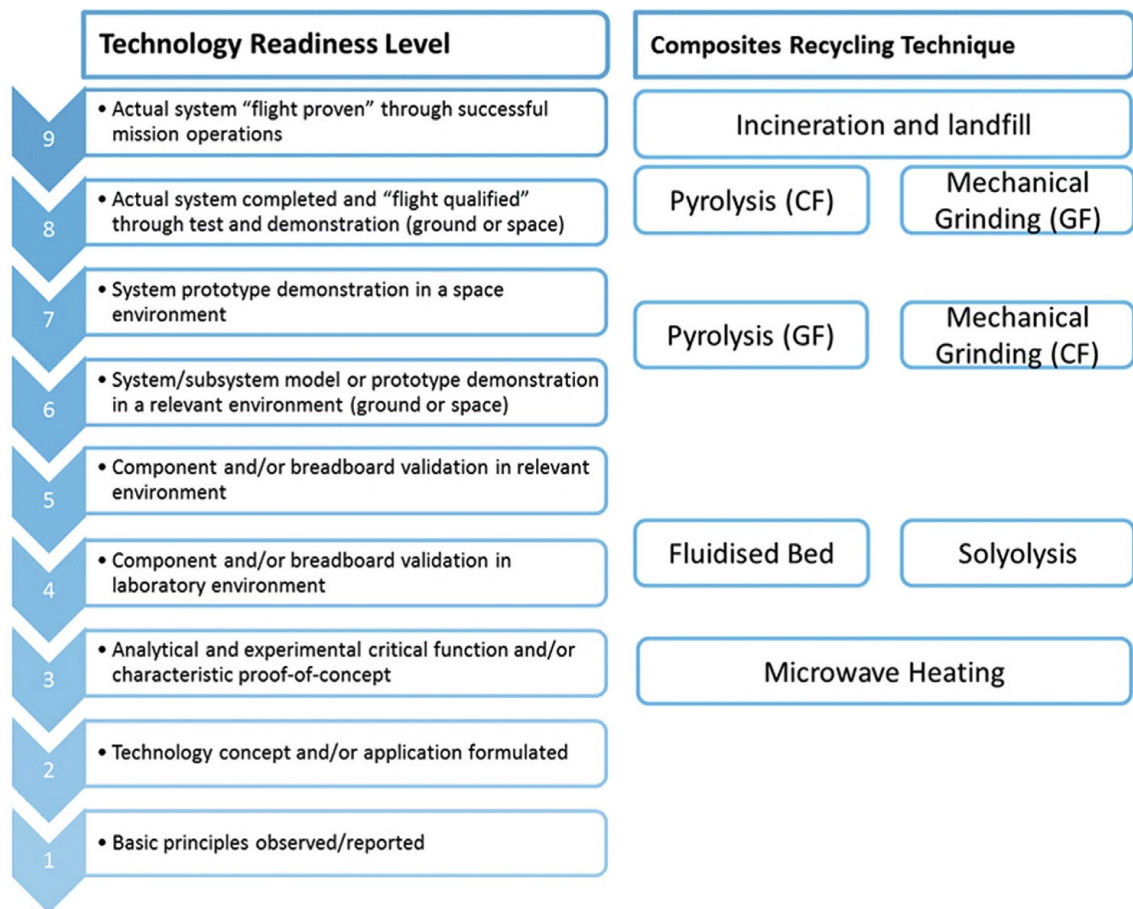 Technology Readiness Level
Composites Recycling Technique
9
• Actual system “flight proven” through successful
mission operations
Incineration and landfill
8
• Actual system completed and “flight qualified”
through test and demonstration (ground or space)
Pyrolysis (CF)
Mechanical
Grinding (GF)
7
• System prototype demonstration in a space
environment
Pyrolysis (GF)
Mechanical
Grinding (CF)
6
• System/subsystem model or prototype demonstration
in a relevant environment (ground or space)
5
• Component and/or breadboard validation in relevant
environment
4
• Component and/or breadboard validation in
laboratory environment
Fluidised Bed
Solyolysis
3
• Analytical and experimental critical function and/or
characteristic proof-of-concept
Microwave Heating
2
• Technology concept and/or application formulated
1
• Basic principles observed/reported